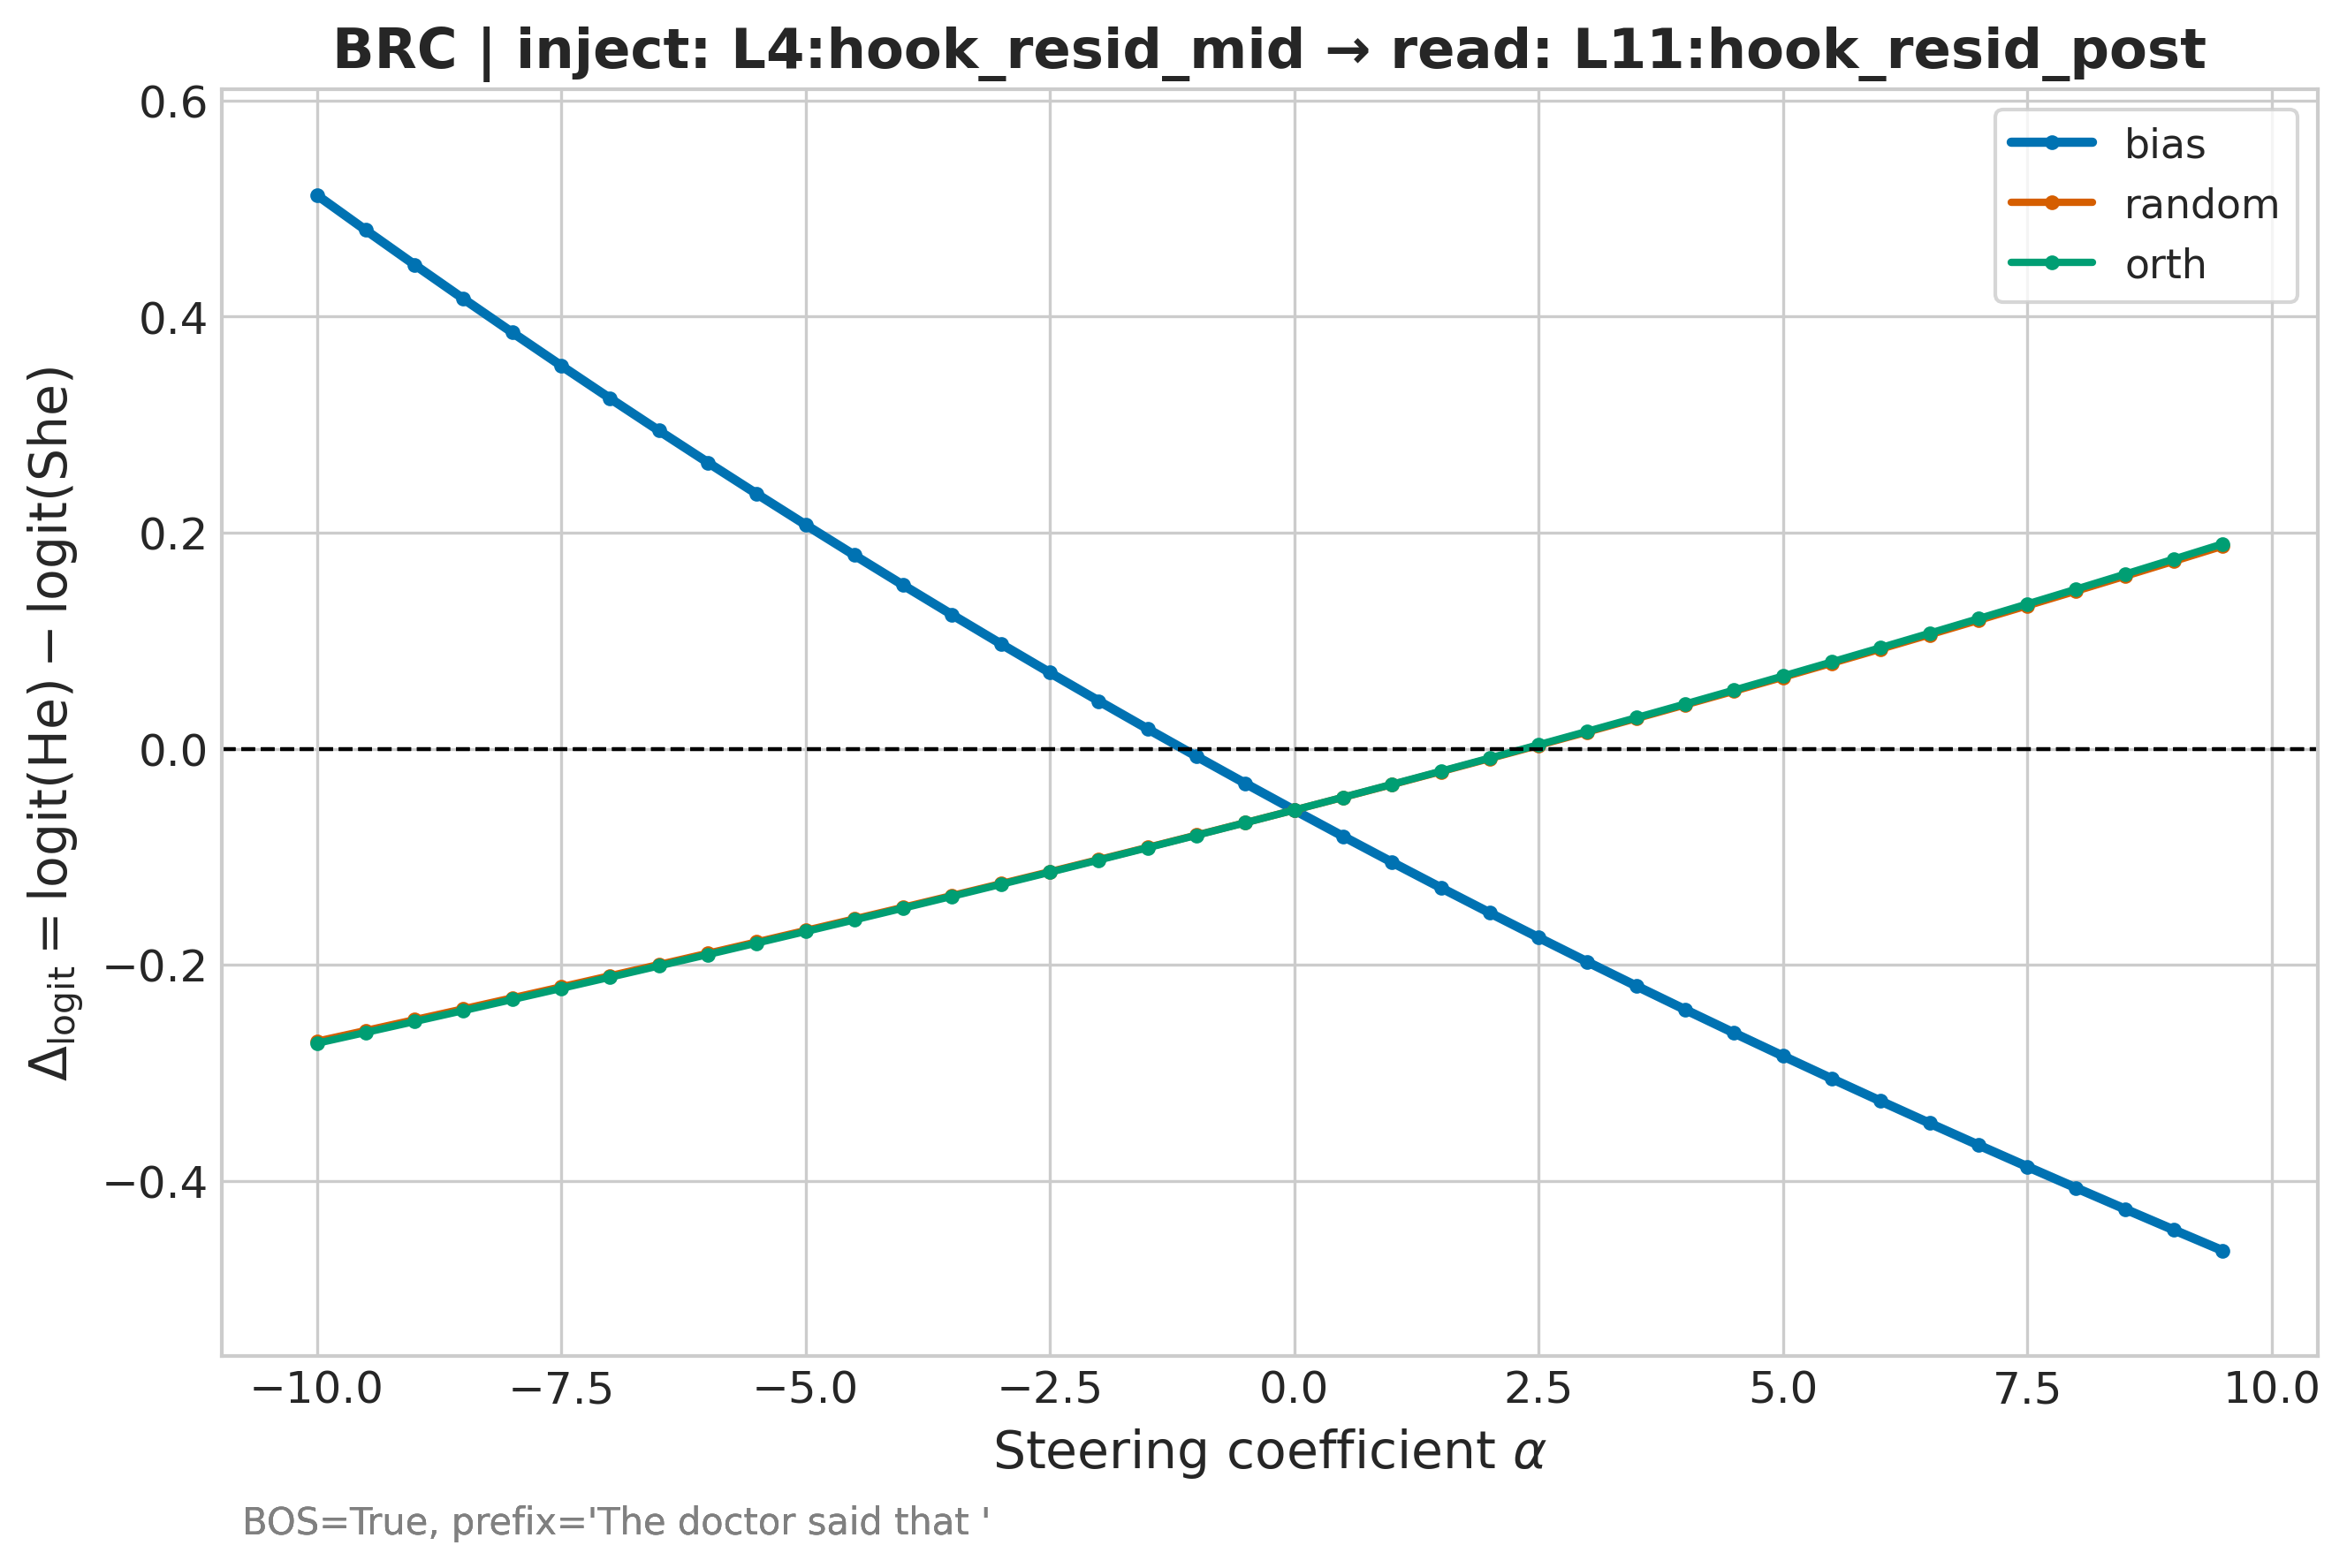 BRC | inject: L4:hook_resid_mid → read: L11:hook_resid_post
bias
random
orth
0.6
0.4
0.2
0.0
−0.2
−0.4
Δlogit = logit(He) − logit(She)
−10.0
−7.5
−5.0
−2.5
0.0
2.5
5.0
7.5
10.0
Steering coefficient α
BOS=True, prefix='The doctor said that '